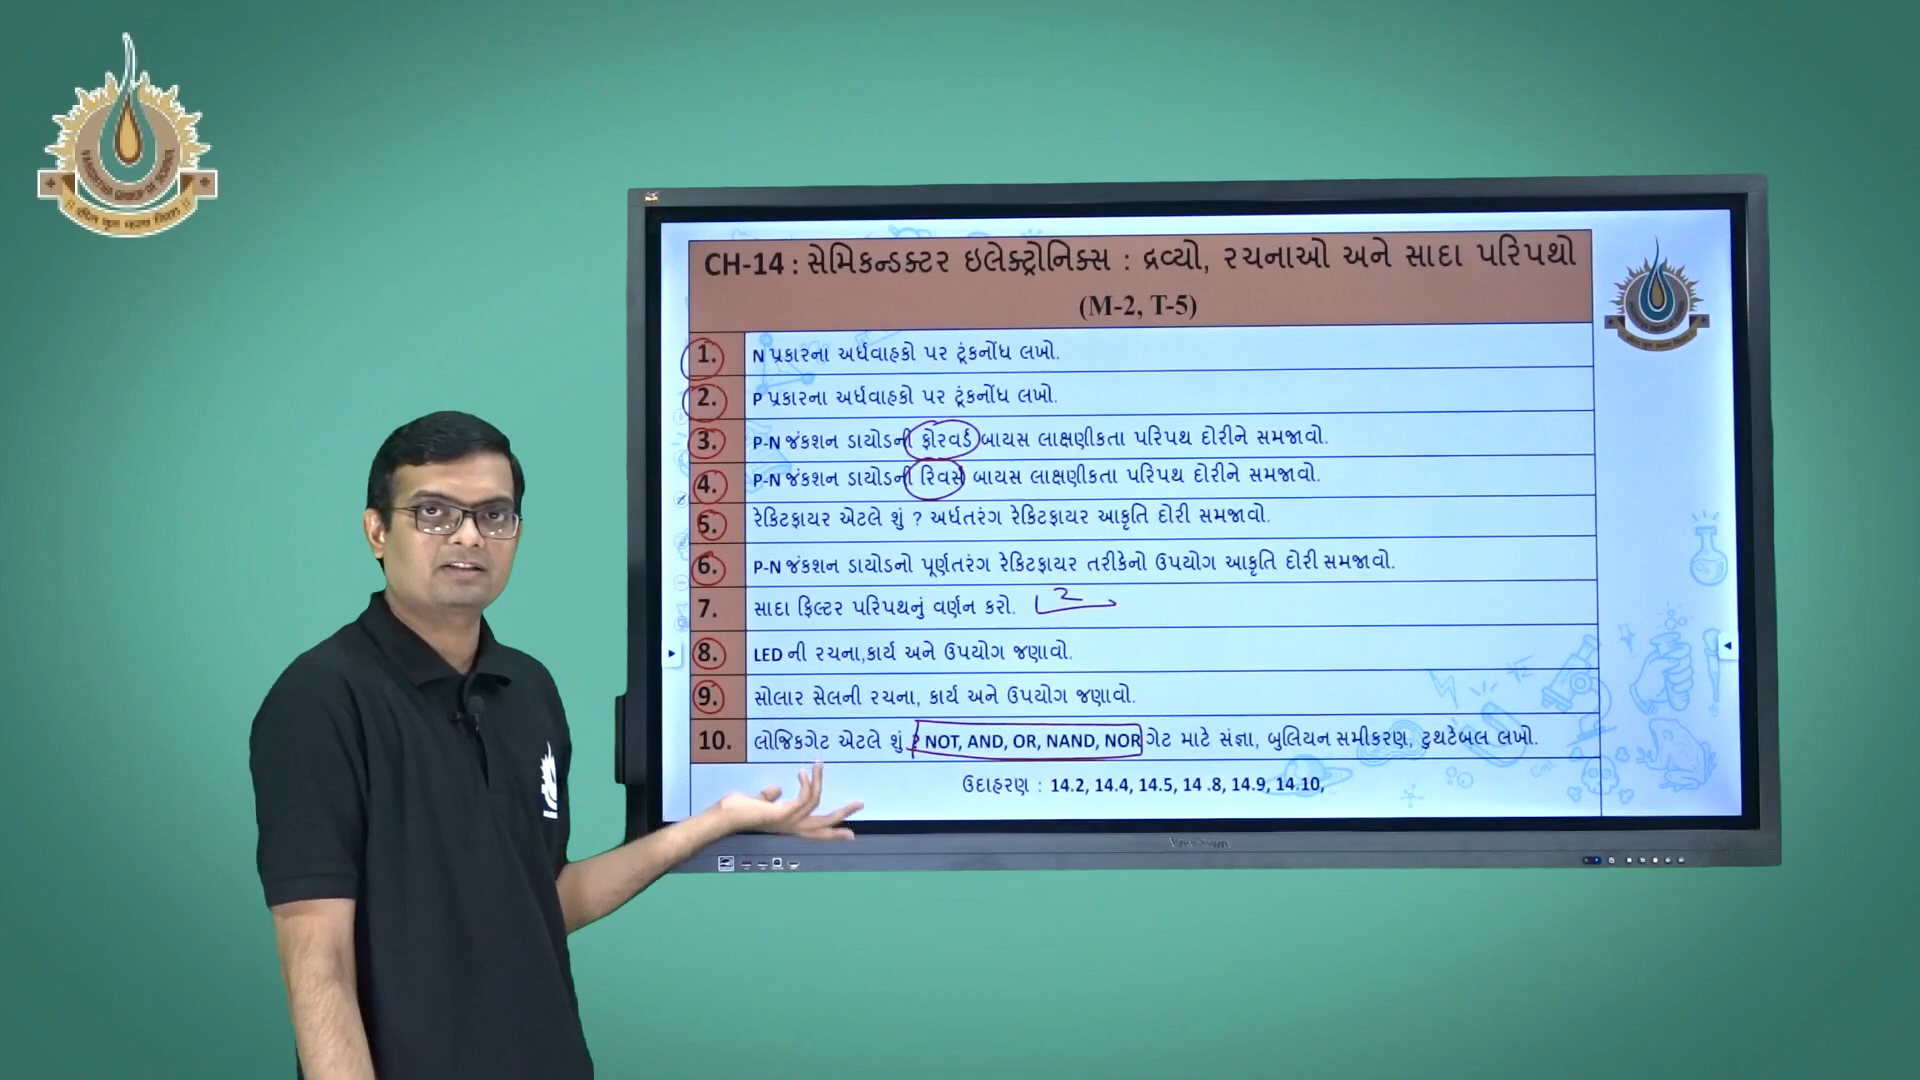 CH-14 : સેમિકન્ડક્ટર ઇલેક્ટ્રોનિક્સ : દ્રવ્યો, રચનાઓ અને સાદા પરિપથો
(M-2, T-5)
1. N પ્રકારના અર્ધવાહકો પર ટૂંકનોંધ લખો.
2. P પ્રકારના અર્ધવાહકો પર ટૂંકનોંધ લખો.
3. P-N જંકશન ડાયોડની ફોરવર્ડ બાયસ લાક્ષણીકતા પરિપથ દોરીને સમજાવો.
4. P-N જંકશન ડાયોડની રિવર્સ બાયસ લાક્ષણીકતા પરિપથ દોરીને સમજાવો.
5. રેકિટફાયર એટલે શું ? અર્ધતરંગ રેકિટફાયર આકૃતિ દોરી સમજાવો.
6. P-N જંકશન ડાયોડનો પૂર્ણતરંગ રેકિટફાયર તરીકેનો ઉપયોગ આકૃતિ દોરી સમજાવો.
7. સાદા ફિલ્ટર પરિપથનું વર્ણન કરો. 2
8. LED ની રચના,કાર્ય અને ઉપયોગ જણાવો.
9. સોલાર સેલની રચના, કાર્ય અને ઉપયોગ જણાવો.
10. લોજિકગેટ એટલે શું ? NOT, AND, OR, NAND, NOR ગેટ માટે સંજ્ઞા, બુલિયન સમીકરણ, ટુથટેબલ લખો.
ઉદાહરણ : 14.2, 14.4, 14.5, 14 .8, 14.9, 14.10,